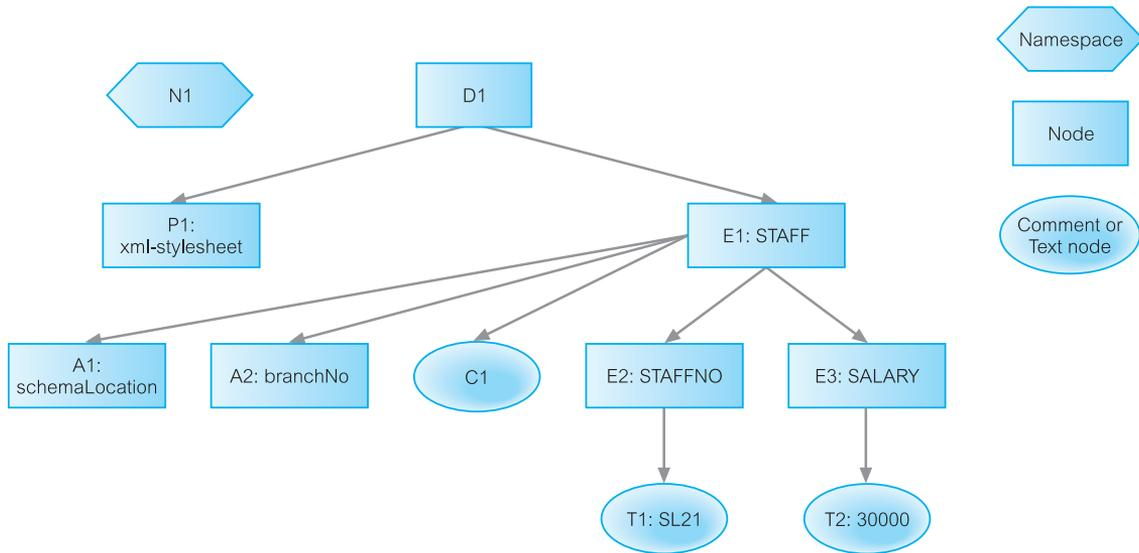 Namespace
N1
D1
Node
P1:
xml-stylesheet
E1: STAFF
Comment or
Text node
A1:
schemaLocation
A2: branchNo
C1
E2: STAFFNO
E3: SALARY
T1: SL21
T2: 30000